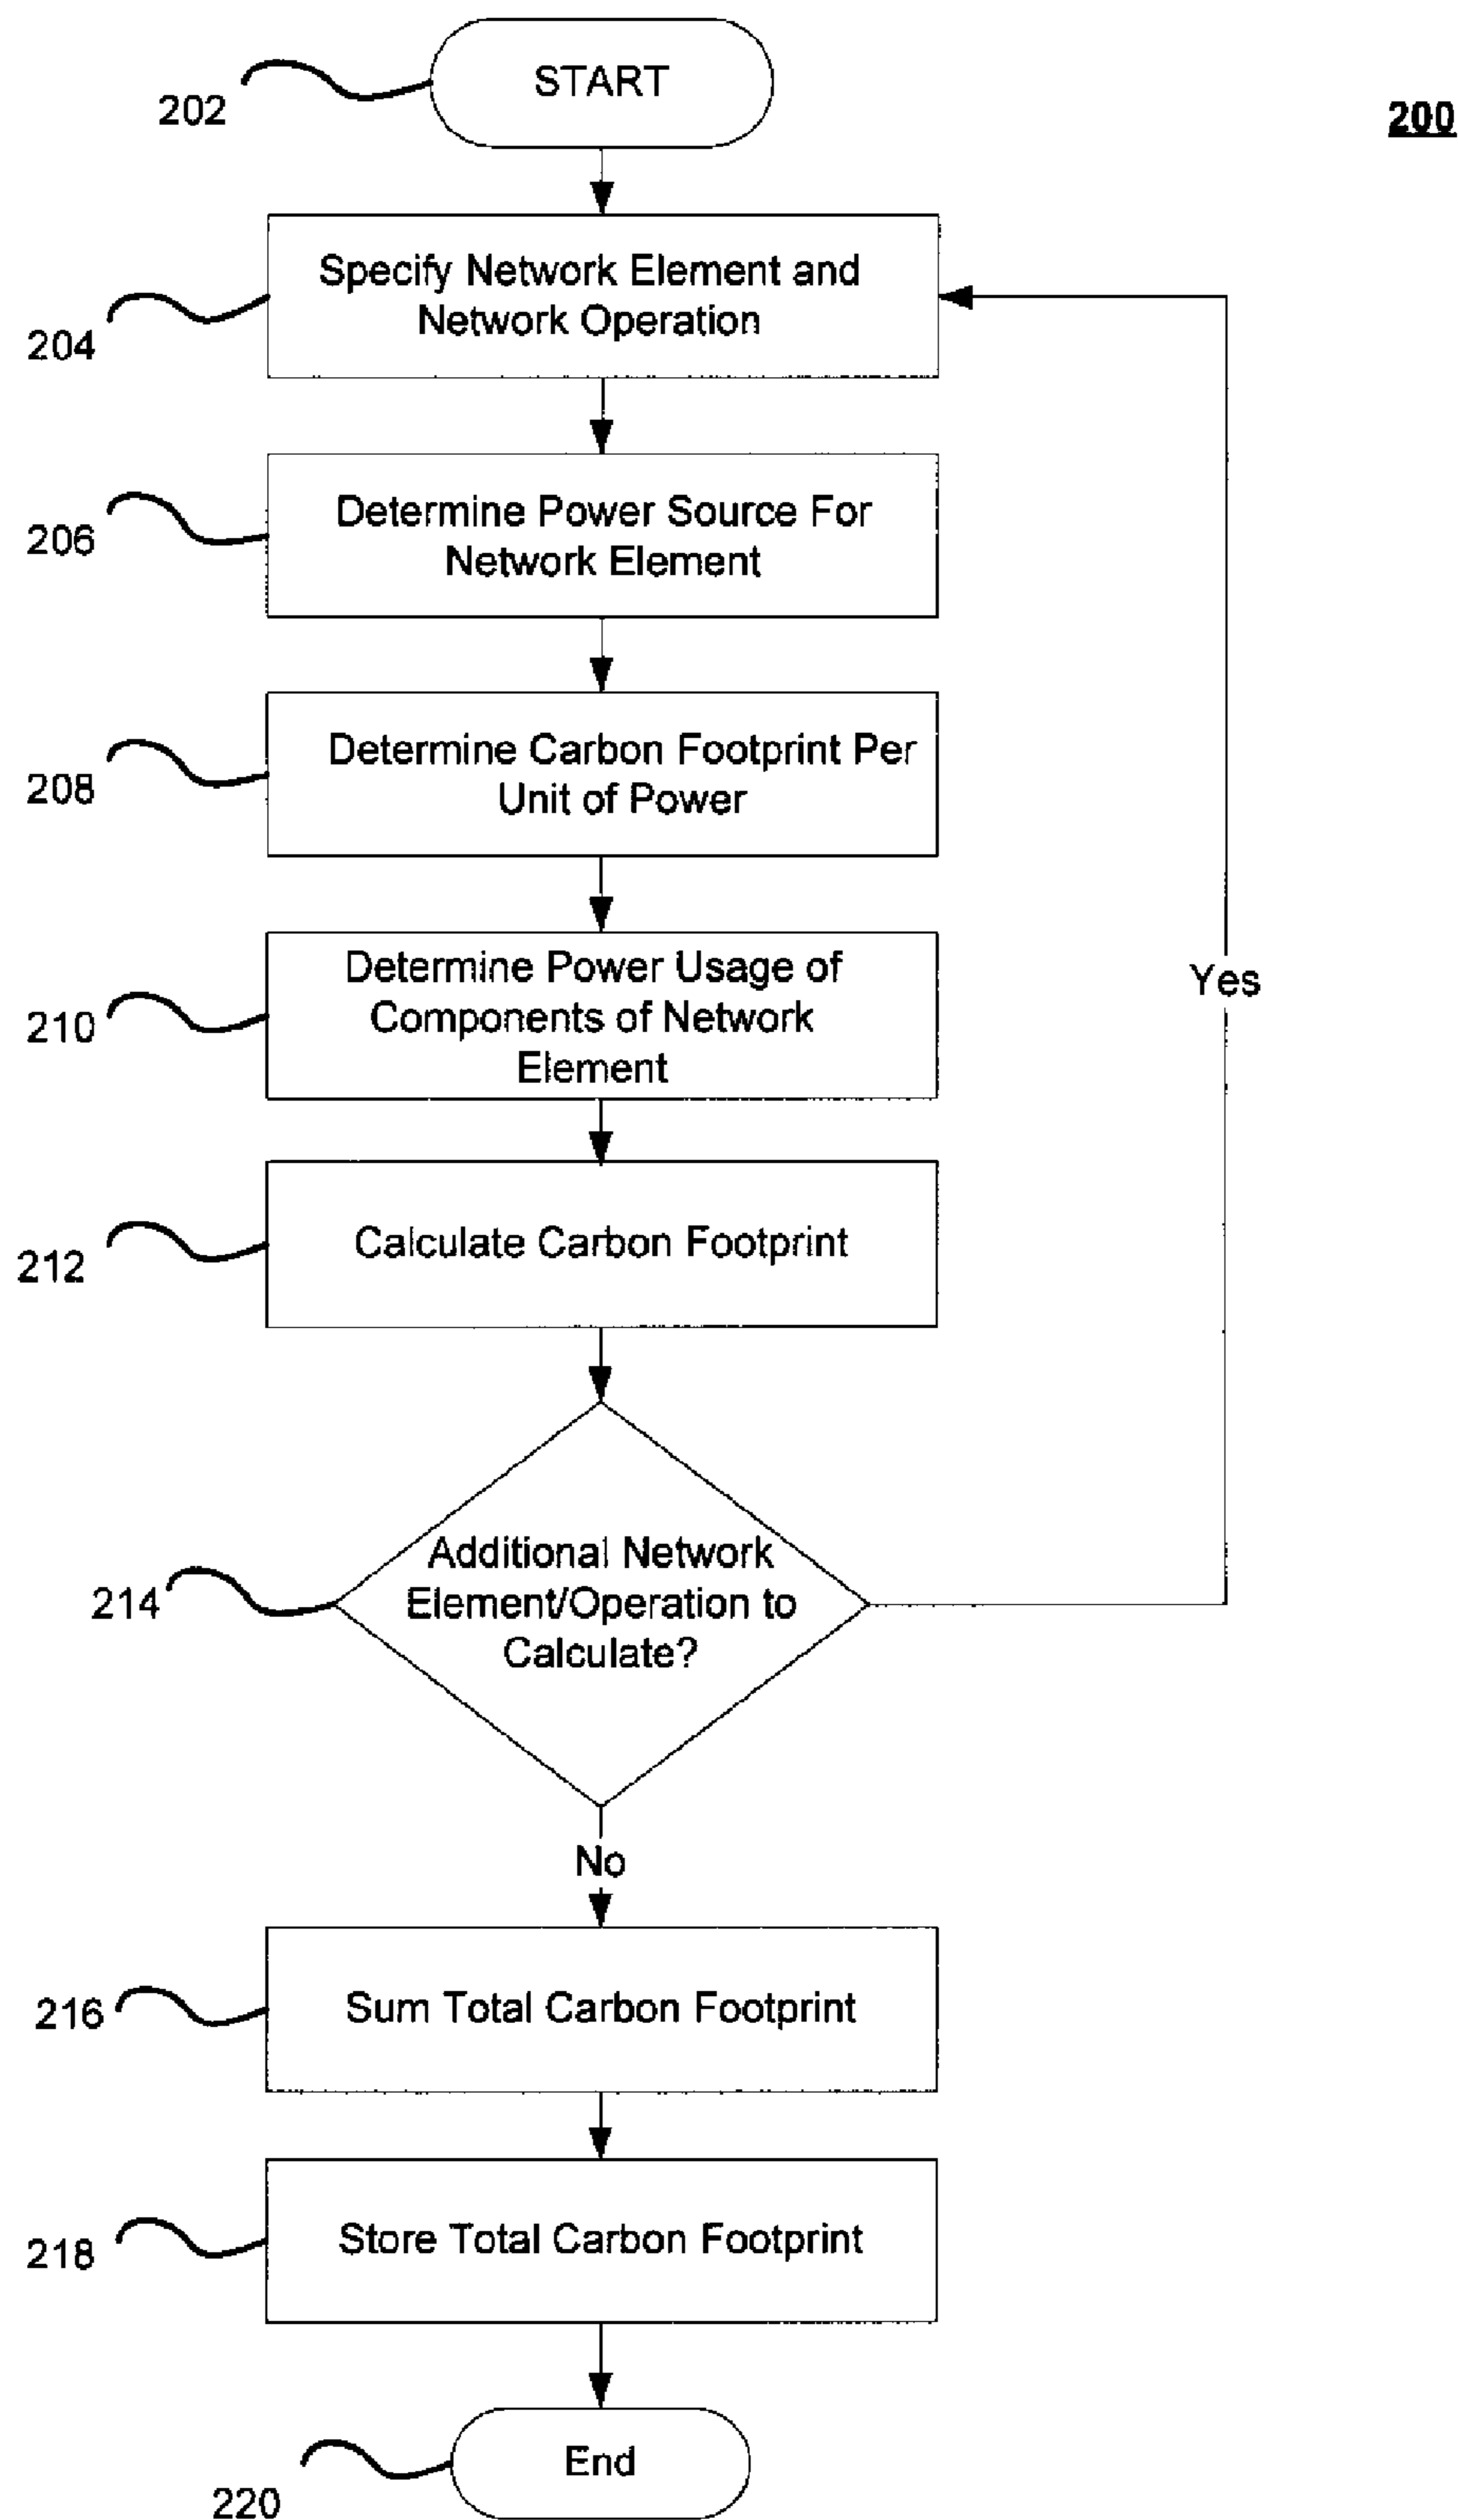 START
202
200
Specify Network Element and
Network Operation
204
Determine Power Source For
Network Element
206
Determine Carbon Footprint Per
Unit of Power
208
Determine Power Usage of
Components of Network
Element
210
Yes
Calculate Carbon Footprint
212
Additional Network
Element/Operation to
Calculate?
214
No
Sum Total Carbon Footprint
216
Store Total Carbon Footprint
218
End
220